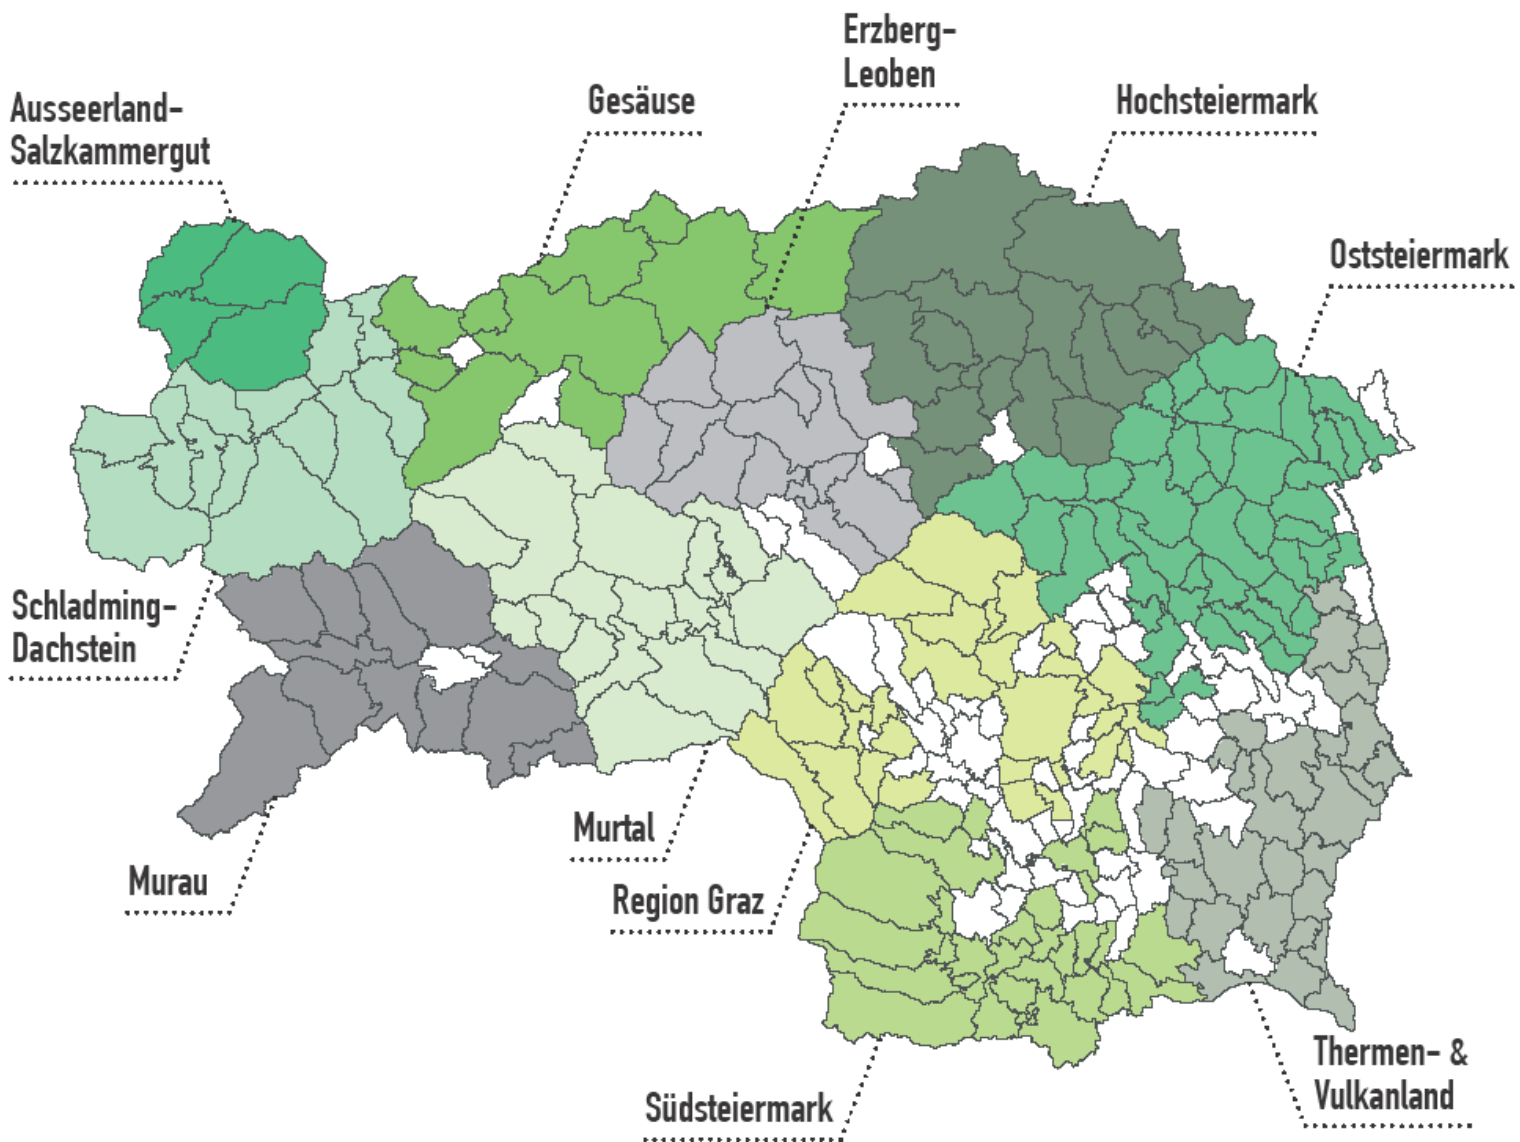 Erzberg-
Leoben
Gesäuse
Hochsteiermark
Ausseerland-
Salzkammergut
Oststeiermark
Schladming-
Dachstein
Murtal
Murau
Region Graz
Thermen- &
Vulkanland
Südsteiermark